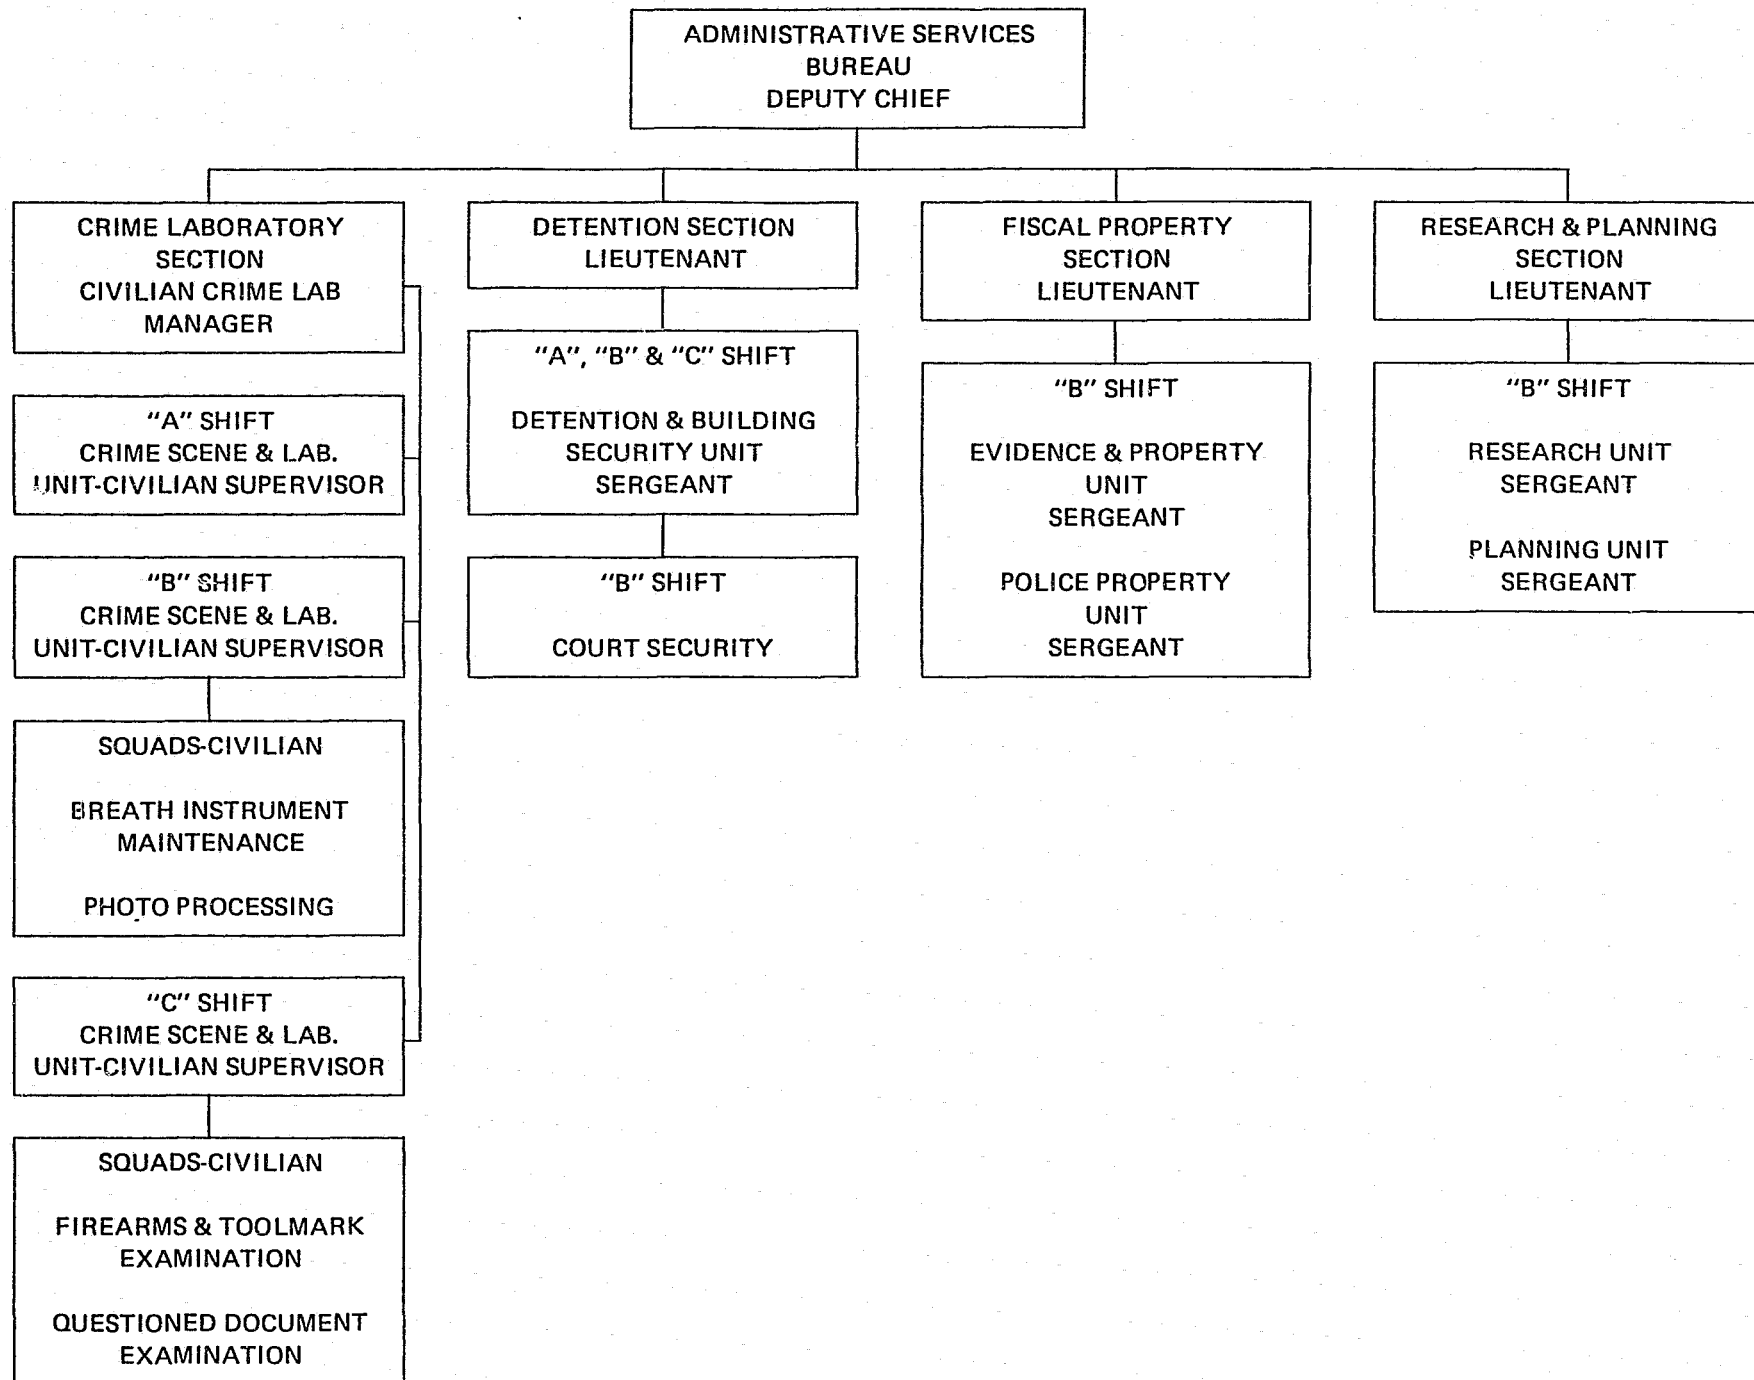 ADMINISTRATIVE SERVICES
BUREAU
DEPUTY CHIEF
CRIME LABORATORY
SECTION
CIVILIAN CRIME LAB
MANAGER
"A" SHIFT
CRIME SCENE & LAB.
UNIT-CIVILIAN SUPERVISOR
"B" SHIFT
CRIME SCENE & LAB.
UNIT-CIVILIAN SUPERVISOR
SQUADS-CIVILIAN
BREATH INSTRUMENT
MAINTENANCE
PHOTO PROCESSING
"C" SHIFT
CRIME SCENE & LAB.
UNIT-CIVILIAN SUPERVISOR
SQUADS-CIVILIAN
FIREARMS & TOOLMARK
EXAMINATION
QUESTIONED DOCUMENT
EXAMINATION
DETENTION SECTION
LIEUTENANT
"A", "B" & "C" SHIFT
DETENTION & BUILDING
SECURITY UNIT
SERGEANT
"B" SHIFT
COURT SECURITY
FISCAL PROPERTY
SECTION
LIEUTENANT
"B" SHIFT
EVIDENCE & PROPERTY
UNIT
SERGEANT
POLICE PROPERTY
UNIT
SERGEANT
RESEARCH & PLANNING
SECTION
LIEUTENANT
"B" SHIFT
RESEARCH UNIT
SERGEANT
PLANNING UNIT
SERGEANT